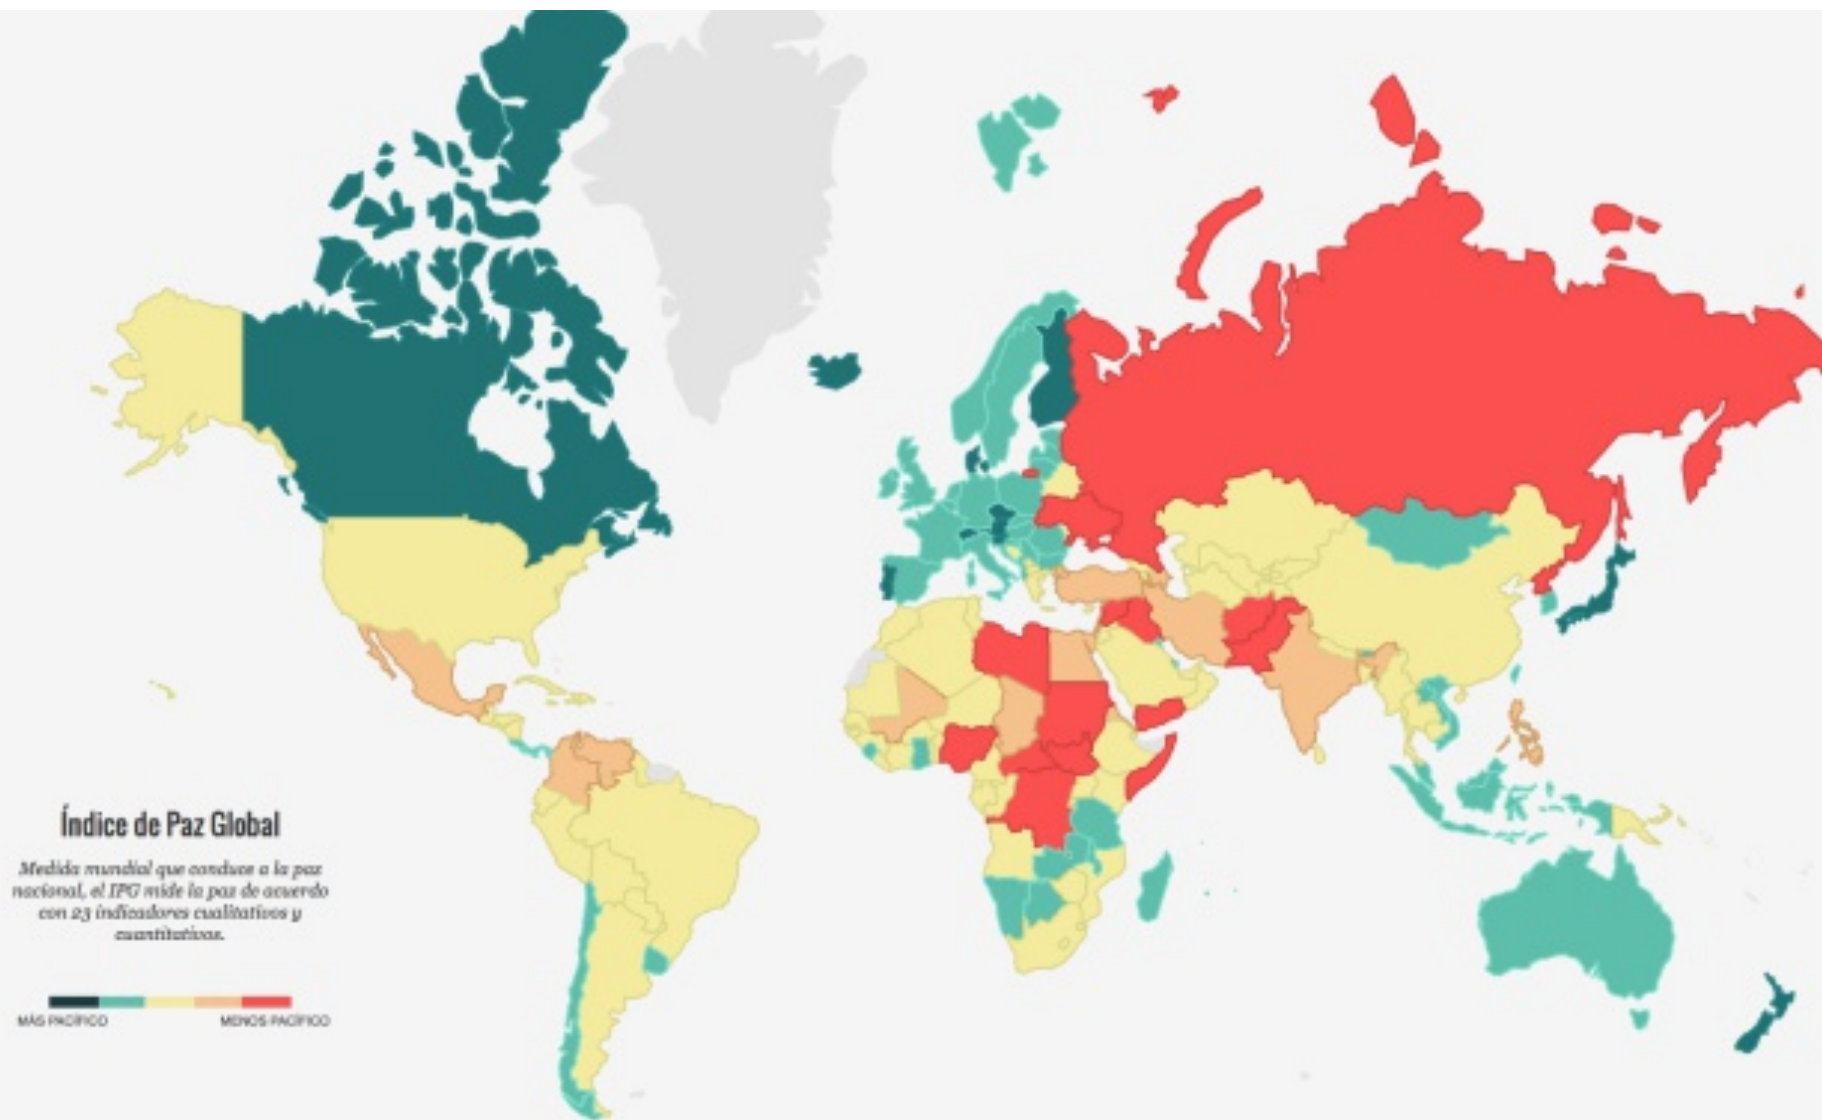 Índice de Paz Global
Medida mundial que conduce a la paz
nacional, el IPG mide la paz de acuerdo
con 23 indicadores cualitativos y
cuantitativos.
MÁS PACÍFICO
MENOS PACÍFICO